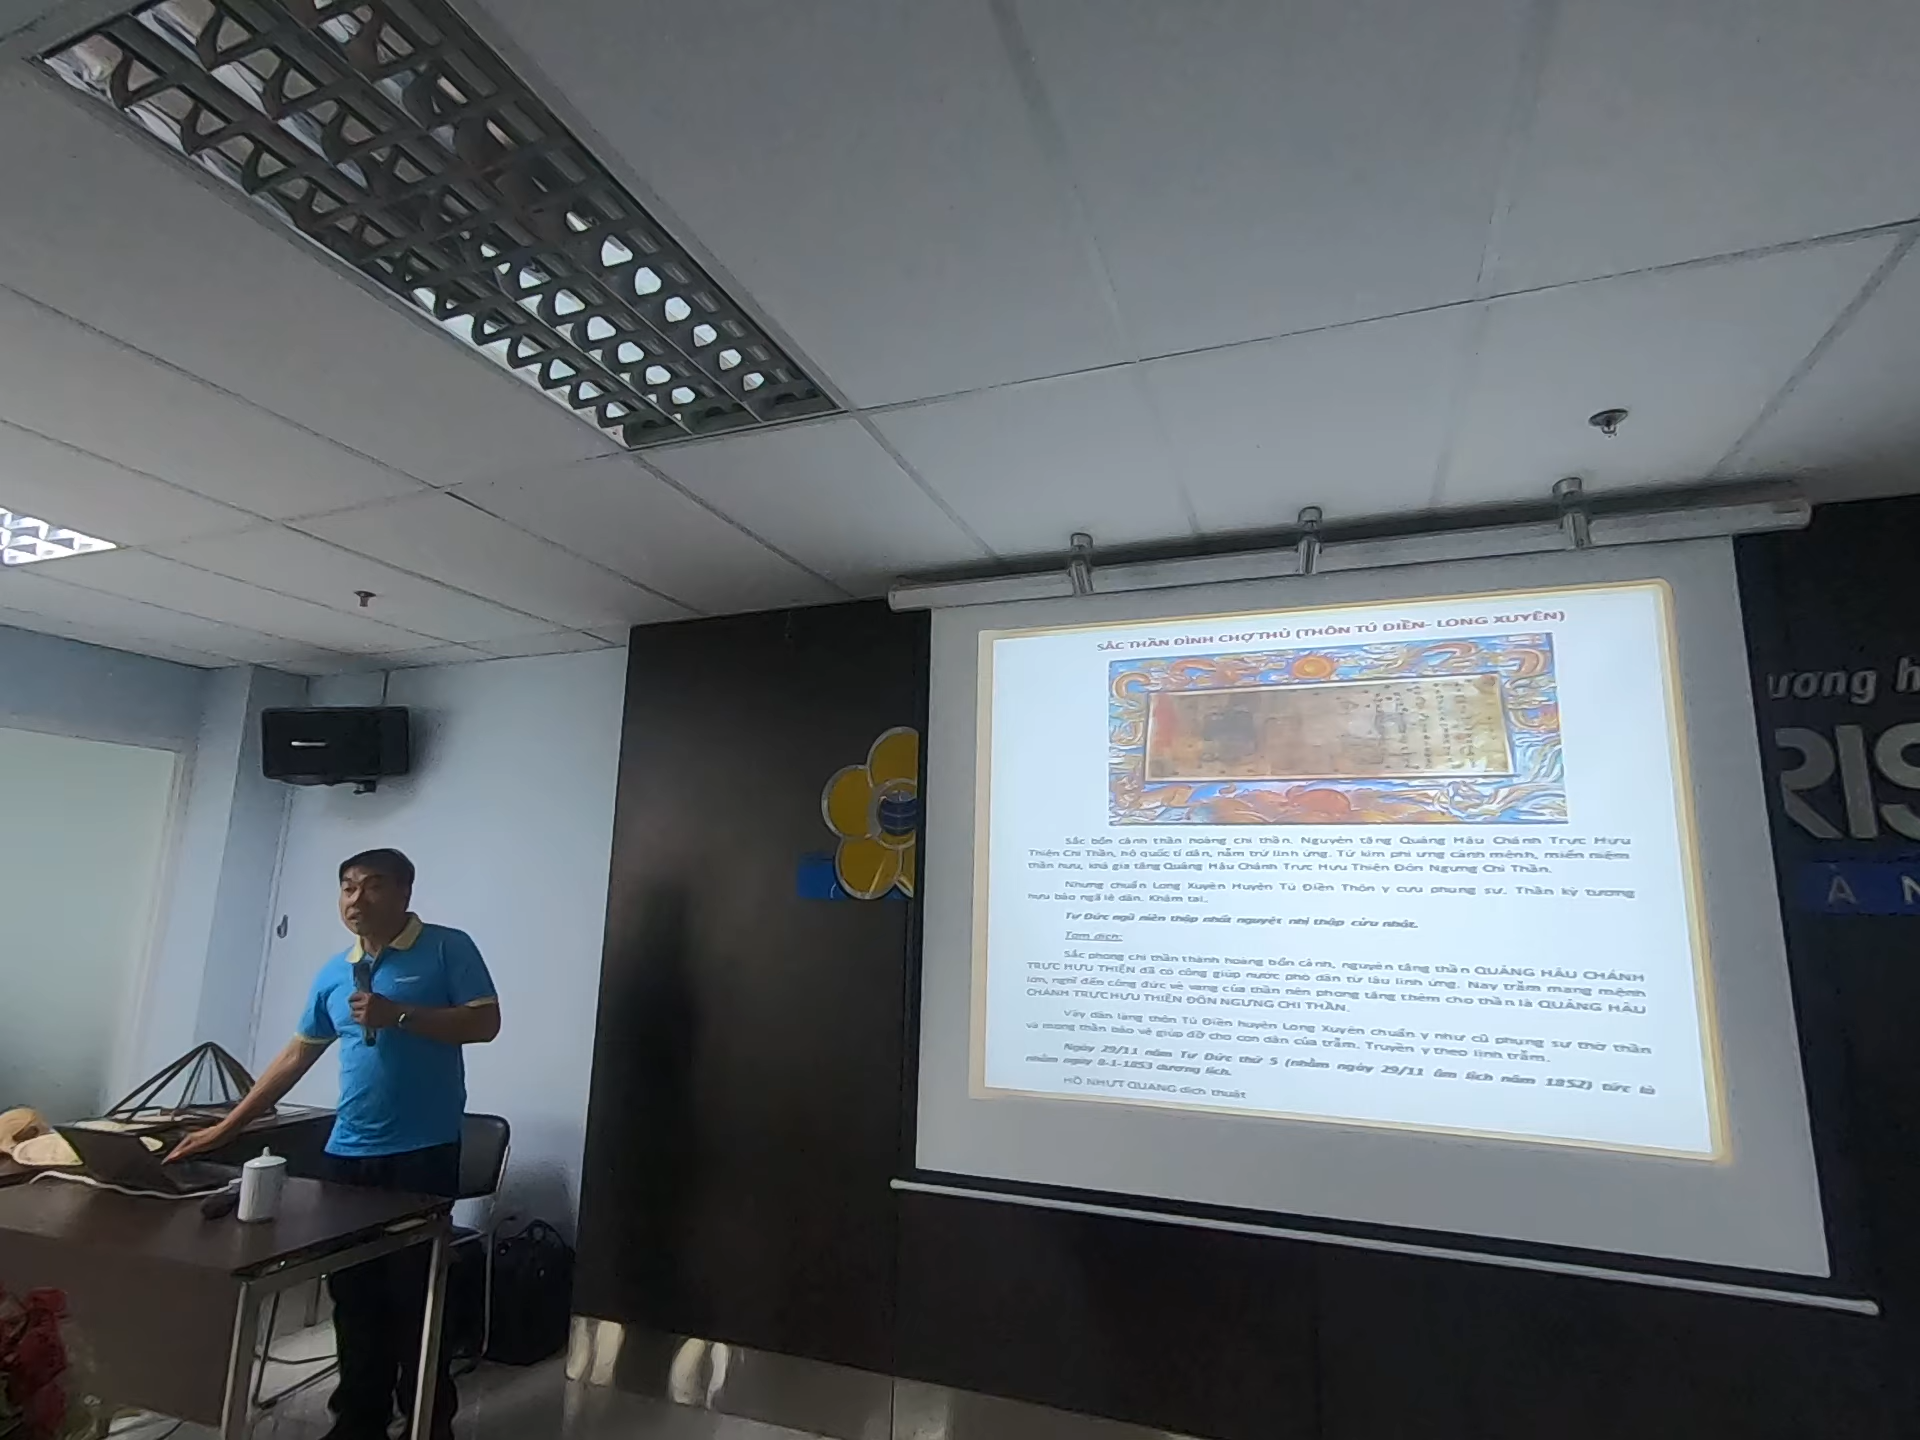 SẮC THẦN ĐÌNH CHỢ THỦ (THÔN TÚ ĐIỀN- LONG XUYÊN)
Sắc bổn cảnh thần hoàng chi thần. Nguyên tặng Quảng Hậu Chánh Trực Hựu
Thiện Chi Thần, hộ quốc tí dân, nẫm trứ linh ứng. Tứ kim phi ưng cảnh mệnh, miến niệm
thần hưu, khả gia tặng Quảng Hậu Chánh Trực Hựu Thiện Đôn Ngưng Chi Thần.
Nhưng chuẩn Long Xuyên Huyện Tú Điền Thôn y cựu phụng sự. Thần kỳ tương
hựu bảo ngã lê dân. Khâm tai.
Tự Đức ngũ niên thập nhất nguyệt nhị thập cửu nhật.
Tạm dịch:
Sắc phong chi thần thành hoàng bổn cảnh, nguyên tặng thần QUẢNG HẬU CHÁNH
TRỰC HỰU THIỆN đã có công giúp nước phò dân từ lâu linh ứng. Nay trẫm mang mệnh
lớn, nghĩ đến công đức vẻ vang của thần nên phong tặng thêm cho thần là QUẢNG HẬU
CHÁNH TRỰC HỰU THIỆN ĐÔN NGƯNG CHI THẦN.
Vậy dân làng thôn Tú Điền huyện Long Xuyên chuẩn y như cũ phụng sự thờ thần
và mong thần bảo vệ giúp đỡ cho con dân của trẫm. Truyền y theo linh trẫm.
Ngày 29/11 năm Tự Đức thứ 5 (nhằm ngày 29/11 âm lịch năm 1852) tức là
nhằm ngày 8-1-1853 dương lịch.
HỒ NHỰT QUANG dịch thuật
ương h
RIS
À N